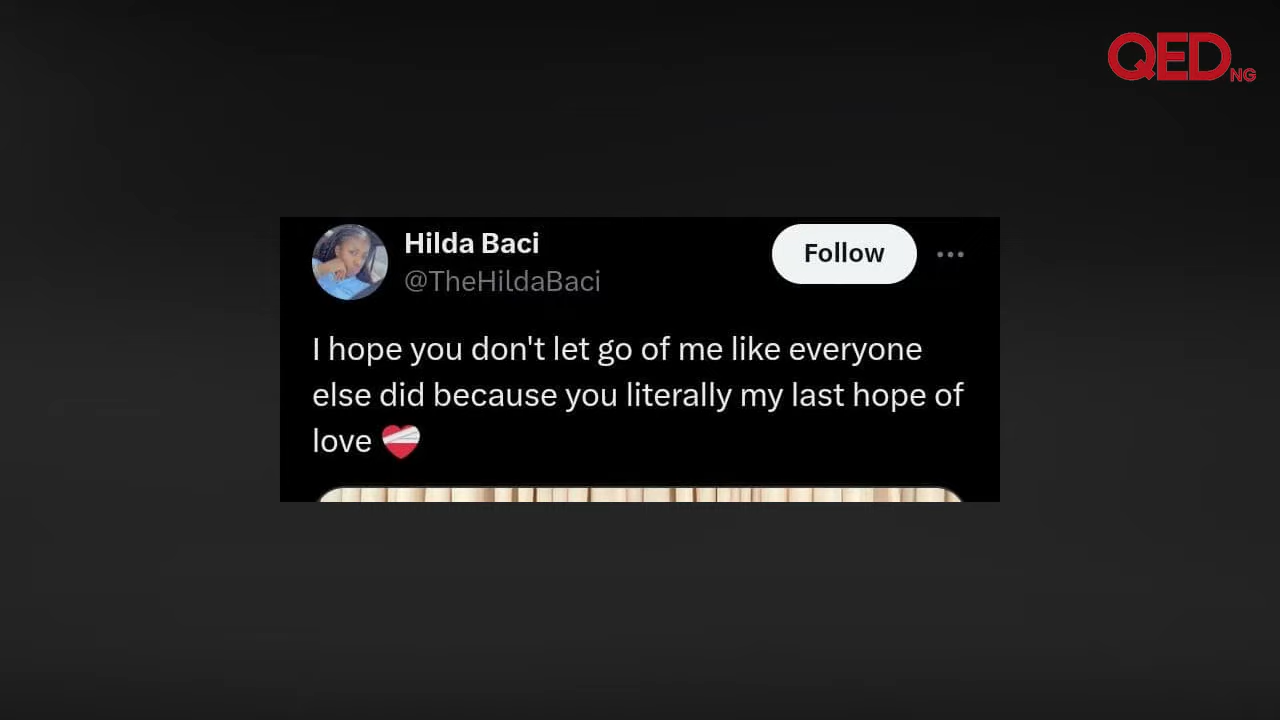 QED NG
Hilda Baci
Follow
@TheHildaBaci
I hope you don't let go of me like everyone
else did because you literally my last hope of
love ❤️‍🩹